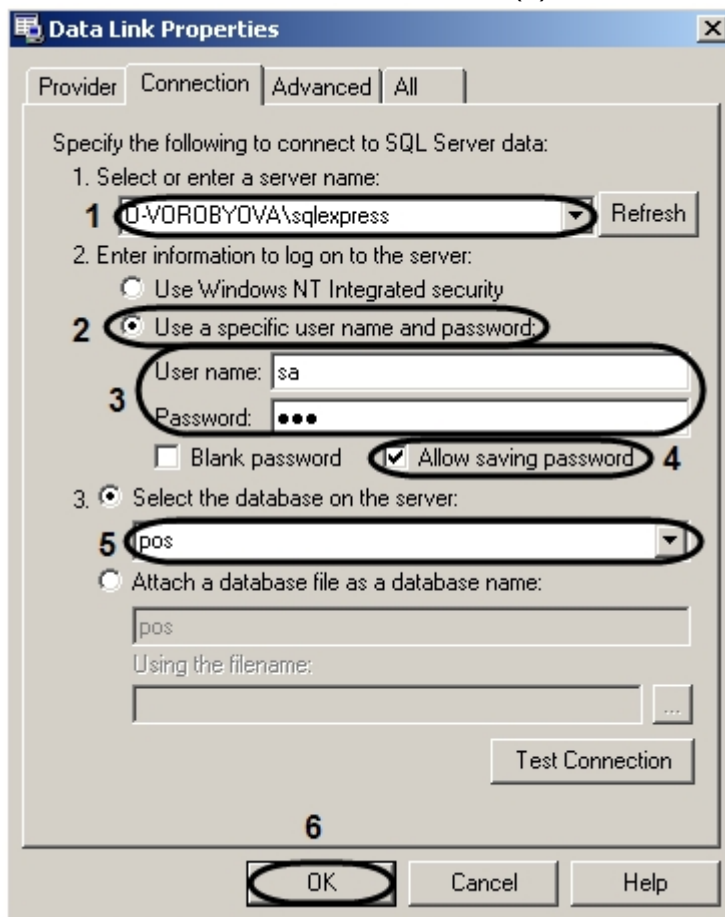 Data Link Properties
Provider Connection Advanced All
Specify the following to connect to SQL Server data:
1. Select or enter a server name:
1 O-VOROBYOVA\sqlexpress Refresh
2. Enter information to log on to the server:
Use Windows NT Integrated security
2 Use a specific user name and password:
User name: sa
3
Password: •••
Blank password Allow saving password 4
3. Select the database on the server:
5 pos
Attach a database file as a database name:
pos
Using the filename:
...
Test Connection
6
OK Cancel Help